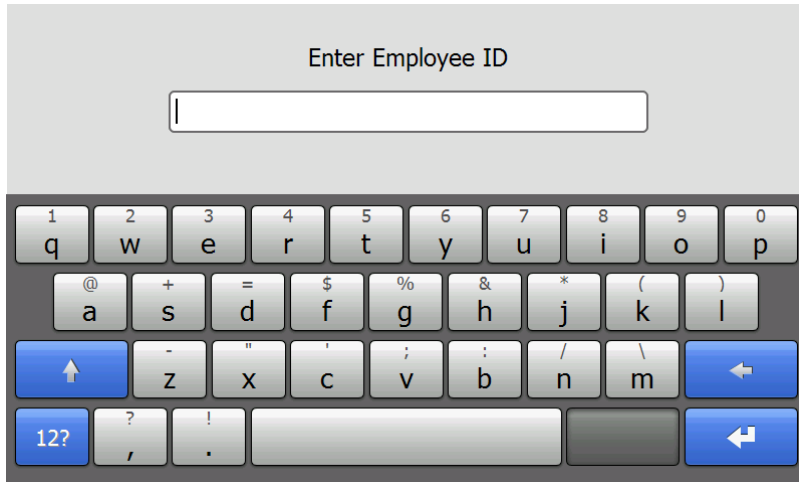 Enter Employee ID
1 2 3 4 5 6 7 8 9 0
q w e r t y u i o p
@ + = $ % & * ( )
a s d f g h j k l
- " ' ; : / \
z x c v b n m
? !
12? , .